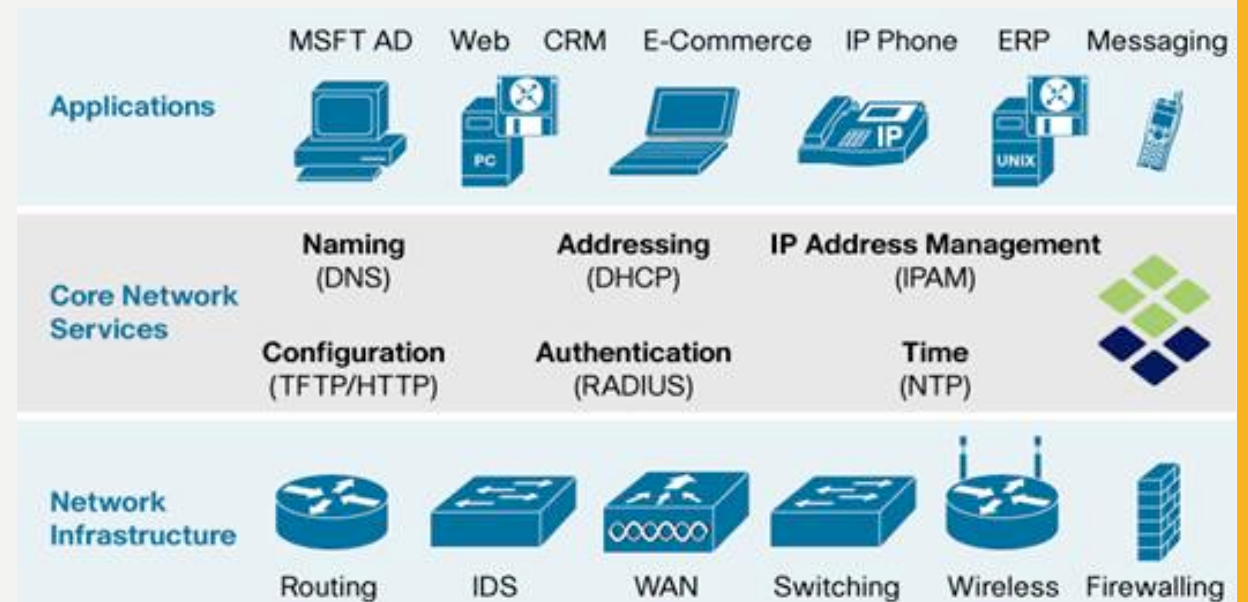 MSFT AD Web CRM E-Commerce IP Phone ERP Messaging
Applications
PC
IP
UNIX
Naming Addressing IP Address Management
(DNS) (DHCP) (IPAM)
Core Network
Services
Configuration Authentication Time
(TFTP/HTTP) (RADIUS) (NTP)
Network
Infrastructure
Routing IDS WAN Switching Wireless Firewalling